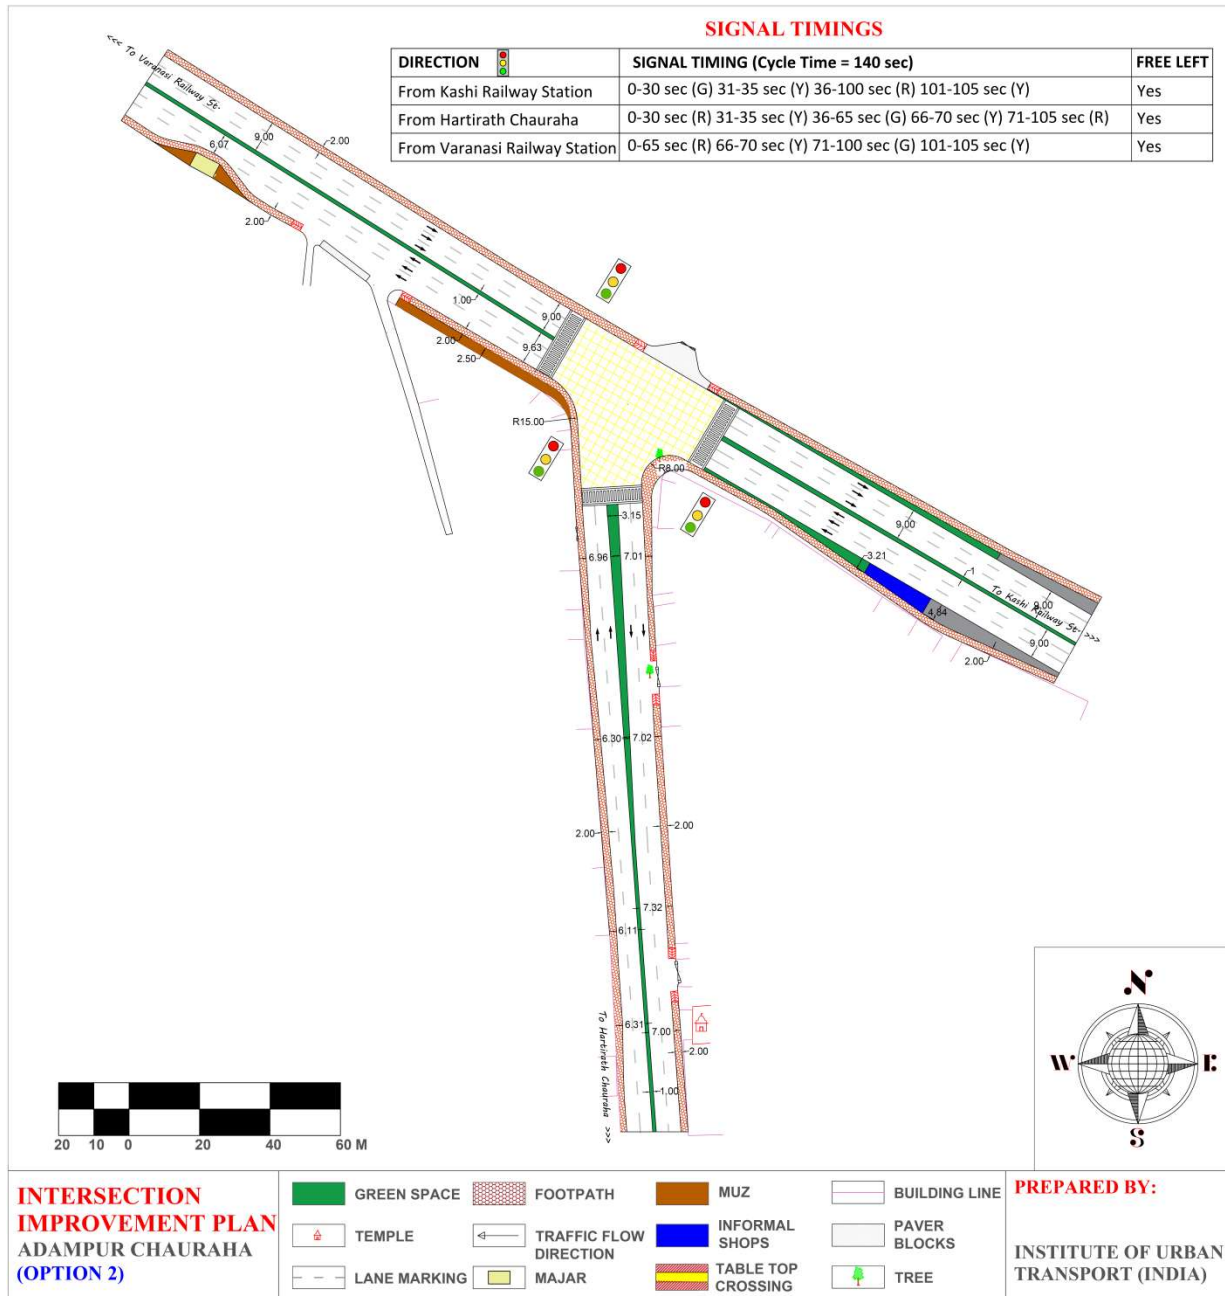 SIGNAL TIMINGS
DIRECTION SIGNAL TIMING (Cycle Time = 140 sec) FREE LEFT
From Kashi Railway Station 0-30 sec (G) 31-35 sec (Y) 36-100 sec (R) 101-105 sec (Y) Yes
From Hartirath Chauraha 0-30 sec (R) 31-35 sec (Y) 36-65 sec (G) 66-70 sec (Y) 71-105 sec (R) Yes
From Varanasi Railway Station 0-65 sec (R) 66-70 sec (Y) 71-100 sec (G) 101-105 sec (Y) Yes
<<< To Varanasi Railway St.
6.07
9.00
2.00
2.00
1.00
9.00
9.63
2.00
2.50
R15.00
R8.00
3.15
6.96
7.01
9.00
3.21
1
To Kashi Railway St. >>>
9.00
4.84
9.00
2.00
6.30
7.02
2.00
2.00
7.32
6.11
6.31
7.00
2.00
1.00
To Hartirath Chauraha >>>
N
W
E
S
20 10 0 20 40 60 M
INTERSECTION
IMPROVEMENT PLAN
ADAMPUR CHAURAHA
(OPTION 2)
GREEN SPACE
FOOTPATH
MUZ
BUILDING LINE
TEMPLE
TRAFFIC FLOW
DIRECTION
INFORMAL
SHOPS
PAVER
BLOCKS
LANE MARKING
MAJAR
TABLE TOP
CROSSING
TREE
PREPARED BY:
INSTITUTE OF URBAN
TRANSPORT (INDIA)